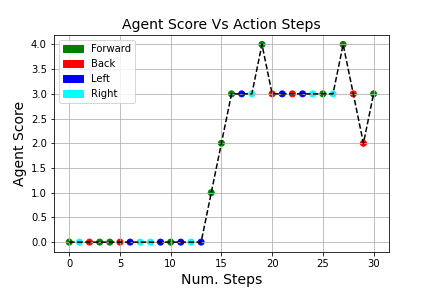 Agent Score Vs Action Steps
Agent Score
4.0
3.5
3.0
2.5
2.0
1.5
1.0
0.5
0.0
Forward
Back
Left
Right
0 5 10 15 20 25 30
Num. Steps